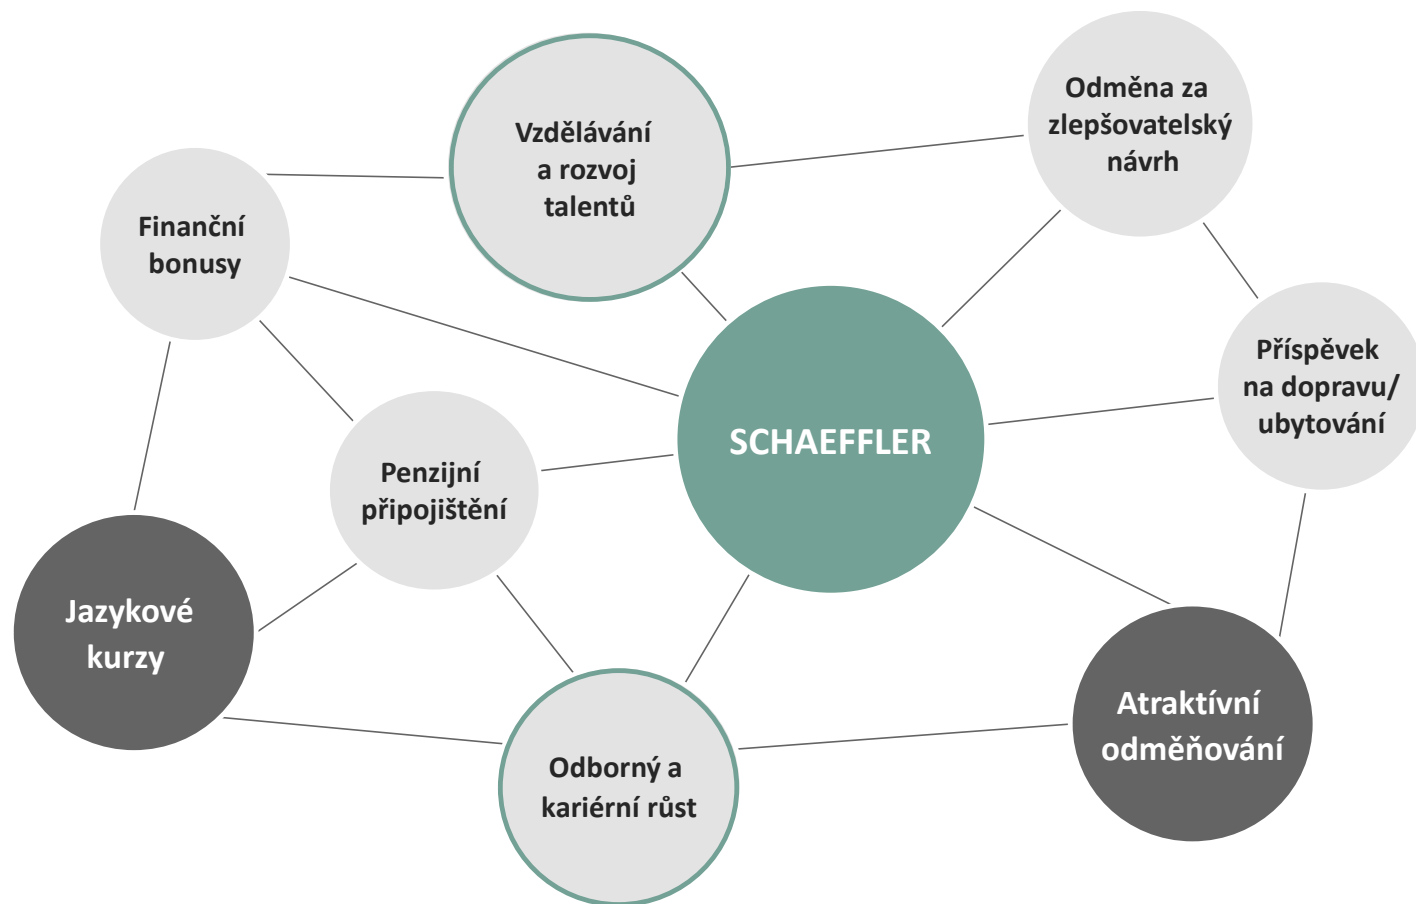 Vzdělávání
a rozvoj
talentů
Odměna za
zlepšovatelský
návrh
Finanční
bonusy
Příspěvek
na dopravu/
ubytování
SCHAEFFLER
Penzijní
připojištění
Jazykové
kurzy
Atraktívní
odměňování
Odborný a
kariérní růst